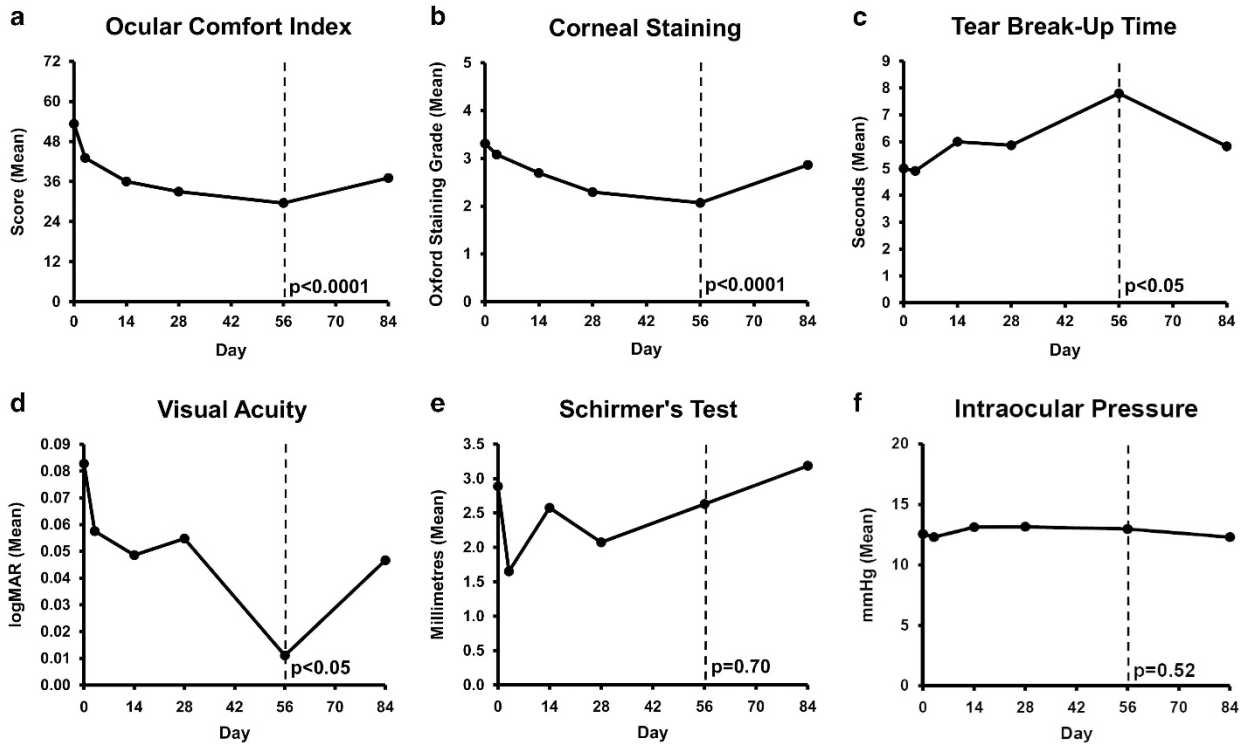 a
Ocular Comfort Index
Score (Mean)
72
60
48
36
24
12
0
p<0.0001
0 14 28 42 56 70 84
Day
b
Corneal Staining
Oxford Staining Grade (Mean)
5
4
3
2
1
0
p<0.0001
0 14 28 42 56 70 84
Day
c
Tear Break-Up Time
Seconds (Mean)
9
8
7
6
5
4
3
2
1
0
p<0.05
0 14 28 42 56 70 84
Day
d
Visual Acuity
logMAR (Mean)
0.09
0.08
0.07
0.06
0.05
0.04
0.03
0.02
0.01
0.00
p<0.05
0 14 28 42 56 70 84
Day
e
Schirmer's Test
Millimetres (Mean)
3.5
3.0
2.5
2.0
1.5
1.0
0.5
0.0
p=0.70
0 14 28 42 56 70 84
Day
f
Intraocular Pressure
mmHg (Mean)
20
15
10
5
0
p=0.52
0 14 28 42 56 70 84
Day